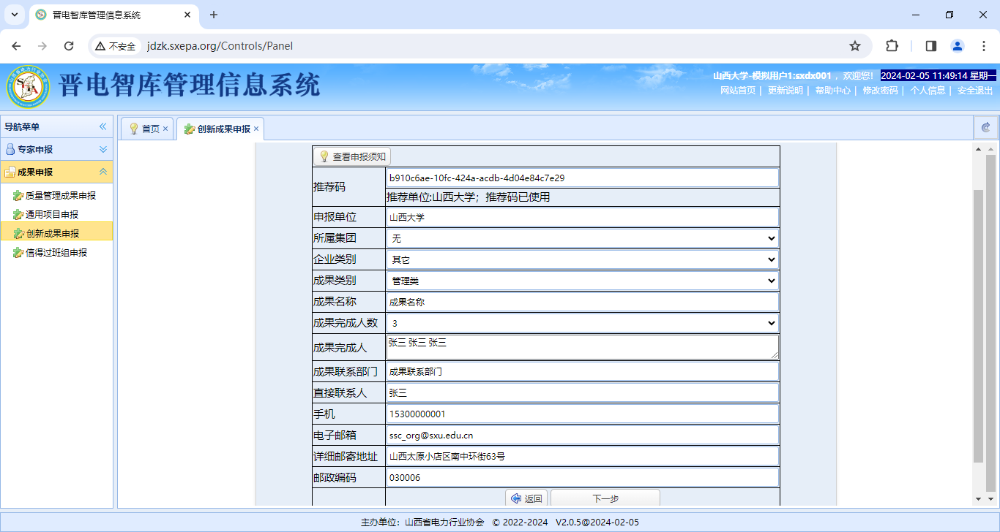 晋电智库管理信息系统
不安全 jdzk.sxepa.org/Controls/Panel
晋电智库管理信息系统
山西大学-模拟用户1:sxdx001 ，欢迎您！ 2024-02-05 11:49:14 星期一
网站首页 | 更新说明 | 帮助中心 | 修改密码 | 个人信息 | 安全退出
导航菜单
专家申报
成果申报
质量管理成果申报
通用项目申报
创新成果申报
信得过班组申报
首页
创新成果申报
查看申报须知
推荐码 b910c6ae-10fc-424a-acdb-4d04e84c7e29
推荐单位:山西大学；推荐码已使用
申报单位 山西大学
所属集团 无
企业类别 其它
成果类别 管理类
成果名称 成果名称
成果完成人数 3
成果完成人 张三 张三 张三
成果联系部门 成果联系部门
直接联系人 张三
手机 15300000001
电子邮箱 ssc_org@sxu.edu.cn
详细邮寄地址 山西太原小店区南中环街63号
邮政编码 030006
返回 下一步
主办单位：山西省电力行业协会 © 2022-2024 V2.0.5@2024-02-05